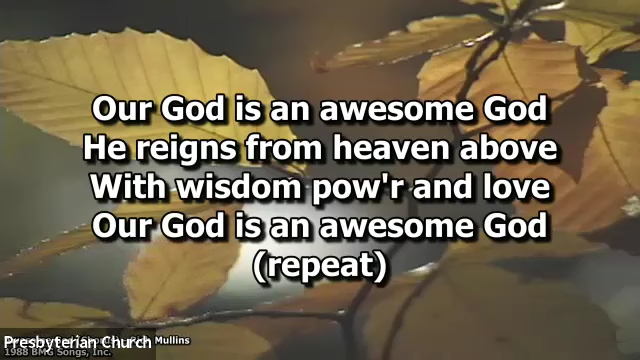 Our God is an awesome God
He reigns from heaven above
With wisdom pow'r and love
Our God is an awesome God
(repeat)
Mullins
Presbyterian Church
1988 BMG Songs, Inc.